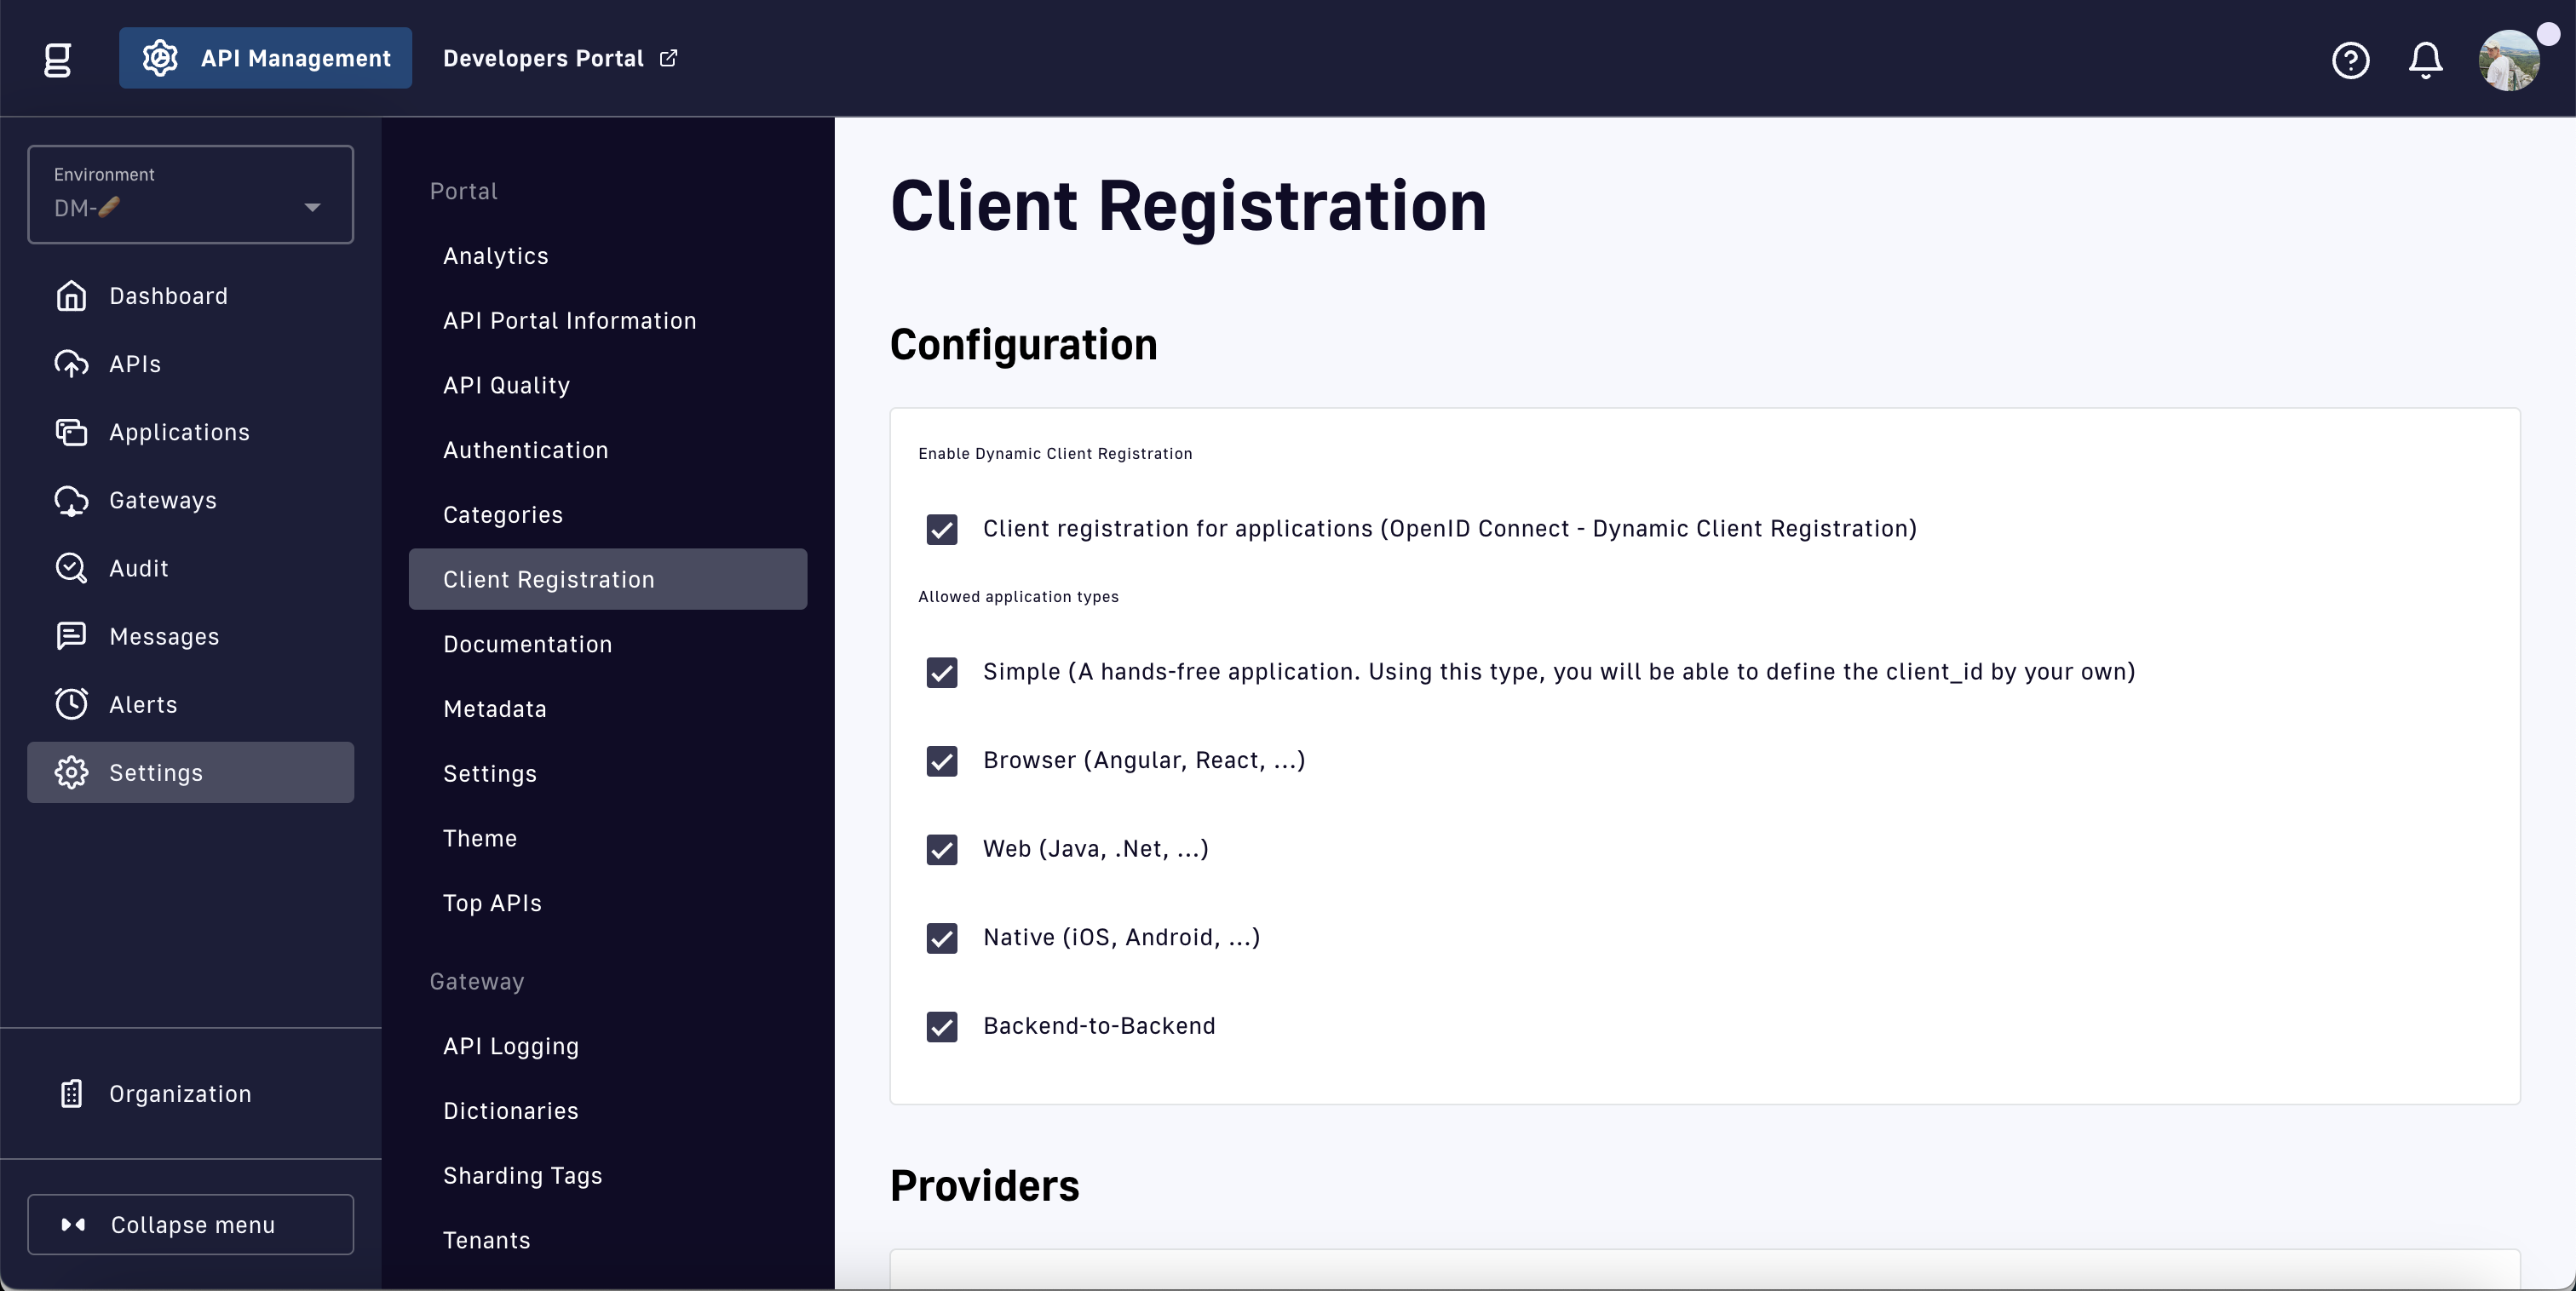 API Management
Developers Portal
Environment
DM-🥖
Dashboard
APIs
Applications
Gateways
Audit
Messages
Alerts
Settings
Organization
Collapse menu
Portal
Analytics
API Portal Information
API Quality
Authentication
Categories
Client Registration
Documentation
Metadata
Settings
Theme
Top APIs
Gateway
API Logging
Dictionaries
Sharding Tags
Tenants
Client Registration
Configuration
Enable Dynamic Client Registration
Client registration for applications (OpenID Connect - Dynamic Client Registration)
Allowed application types
Simple (A hands-free application. Using this type, you will be able to define the client_id by your own)
Browser (Angular, React, ...)
Web (Java, .Net, ...)
Native (iOS, Android, ...)
Backend-to-Backend
Providers